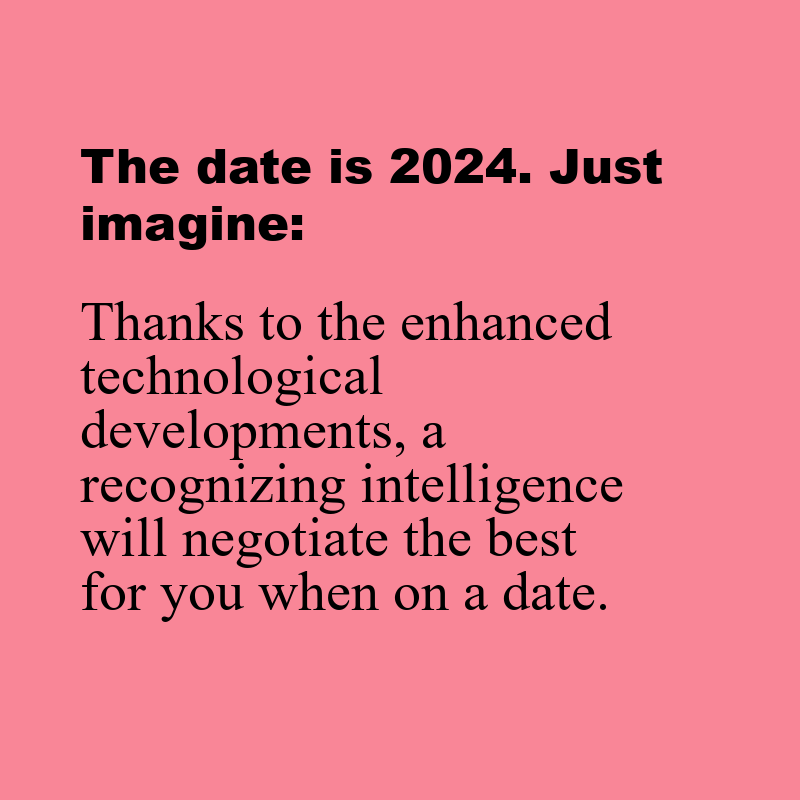 The date is 2024. Just
imagine:
Thanks to the enhanced
technological
developments, a
recognizing intelligence
will negotiate the best
for you when on a date.